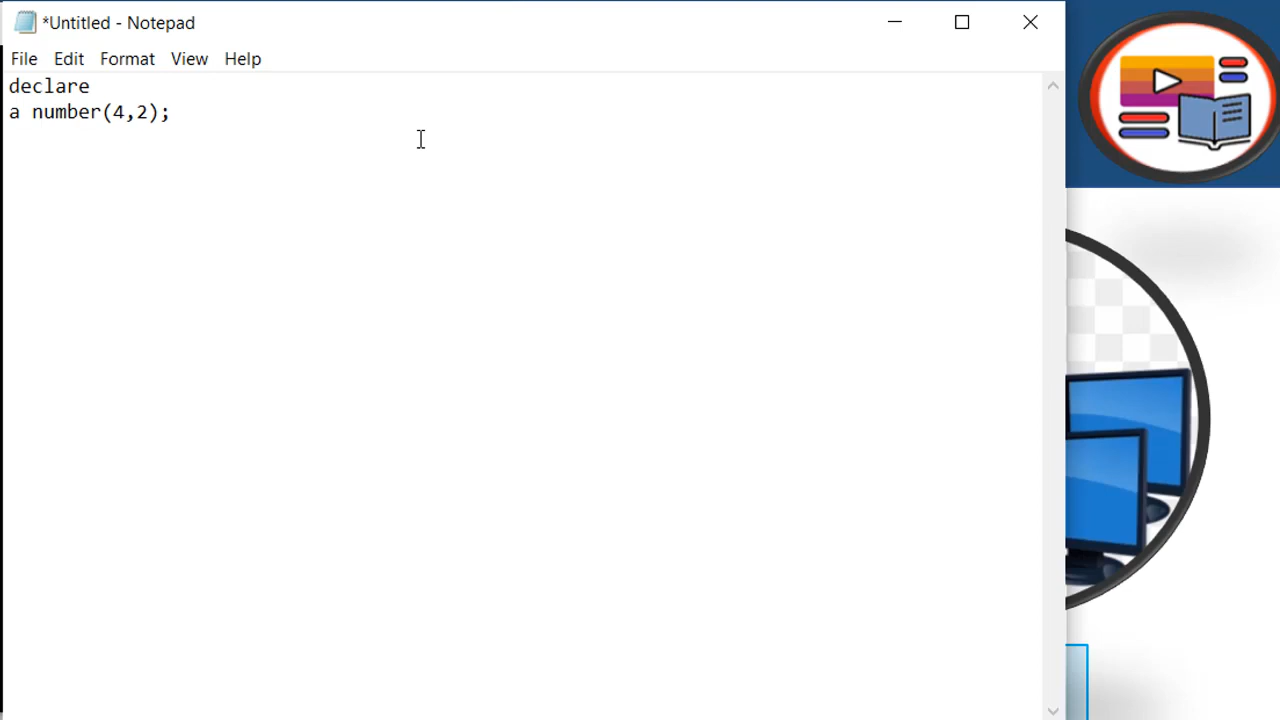 *Untitled - Notepad
File Edit Format View Help
declare
a number(4,2);